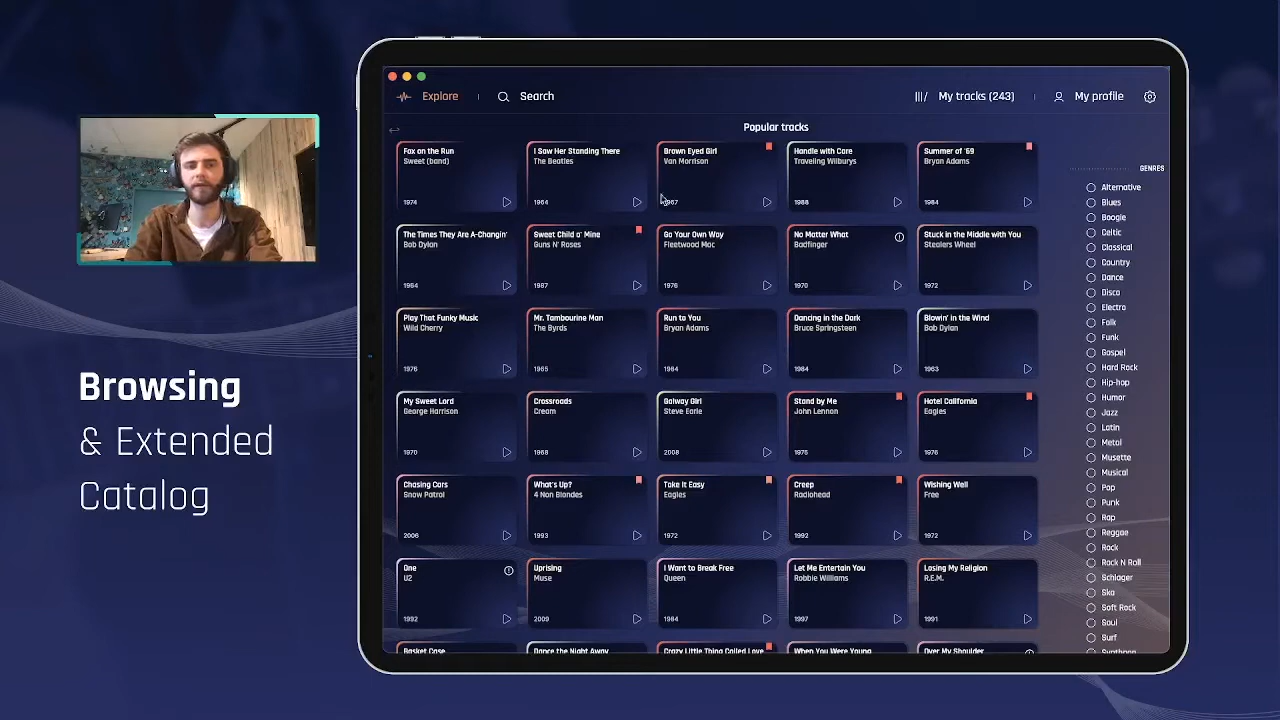 Explore
Search
My tracks (243)
My profile
Popular tracks
Fox on the Run
Sweet (band)
1974
I Saw Her Standing There
The Beatles
1964
Brown Eyed Girl
Van Morrison
Handle with Care
Traveling Wilburys
1988
Summer of '69
Bryan Adams
1984
The Times They Are A-Changin'
Bob Dylan
1964
Sweet Child o' Mine
Guns N' Roses
1987
Go Your Own Way
Fleetwood Mac
1976
No Matter What
Badfinger
1970
Stuck in the Middle with You
Stealers Wheel
1972
Play That Funky Music
Wild Cherry
1976
Mr. Tambourine Man
The Byrds
1965
Run to You
Bryan Adams
1984
Dancing in the Dark
Bruce Springsteen
1984
Blowin' in the Wind
Bob Dylan
1963
My Sweet Lord
George Harrison
1970
Crossroads
Cream
1968
Galway Girl
Steve Earle
2008
Stand by Me
John Lennon
1975
Hotel California
Eagles
1976
Chasing Cars
Snow Patrol
2006
What's Up?
4 Non Blondes
1993
Take It Easy
Eagles
1972
Creep
Radiohead
1992
Wishing Well
Free
1972
One
U2
1992
Uprising
Muse
2009
I Want to Break Free
Queen
1984
Let Me Entertain You
Robbie Williams
1997
Losing My Religion
R.E.M.
1991
Basket Case
Dance the Night Away
Crazy Little Thing Called Love
When You Were Young
Over My Shoulder
GENRES
Alternative
Blues
Boogie
Celtic
Classical
Country
Dance
Disco
Electro
Folk
Funk
Gospel
Hard Rock
Hip-hop
Humor
Jazz
Latin
Metal
Musette
Musical
Pop
Punk
Rap
Reggae
Rock
Rock N Roll
Schlager
Ska
Soft Rock
Soul
Surf
Browsing
& Extended
Catalog